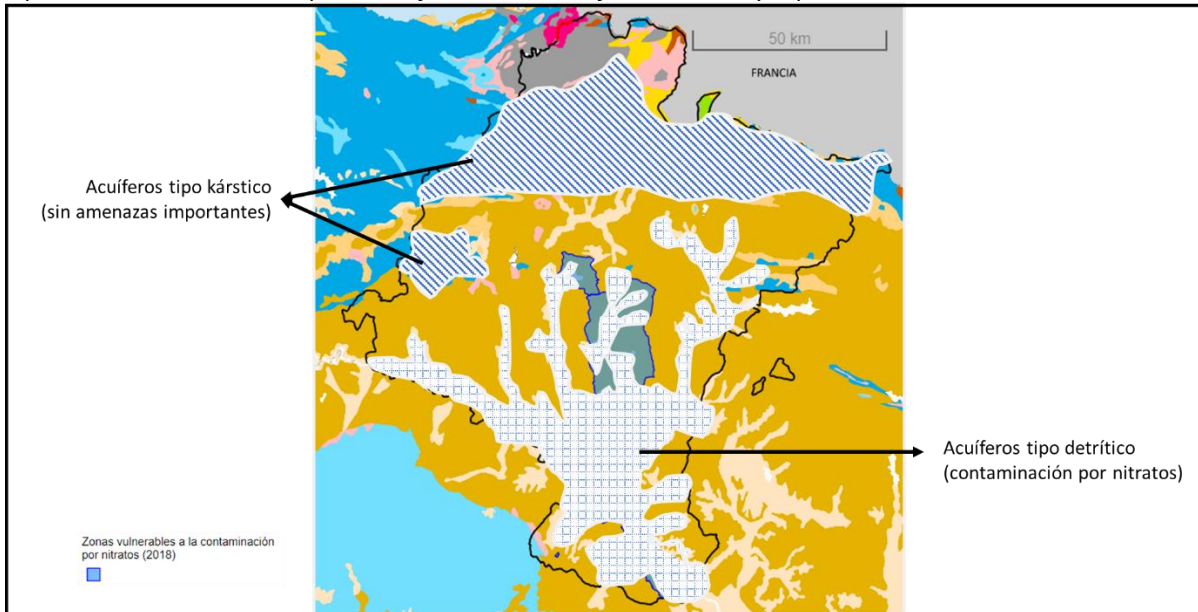 50 km
FRANCIA
Acuíferos tipo kárstico
(sin amenazas importantes)
Acuíferos tipo detrítico
(contaminación por nitratos)
Zonas vulnerables a la contaminación
por nitratos (2018)